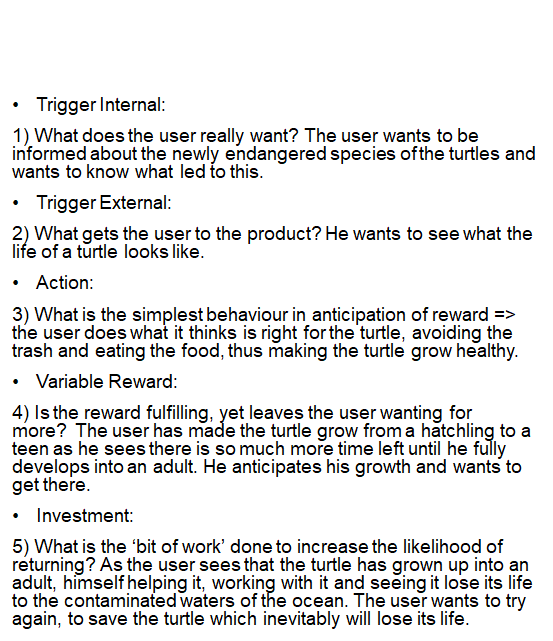 • Trigger Internal:
1) What does the user really want? The user wants to be
informed about the newly endangered species of the turtles and
wants to know what led to this.
• Trigger External:
2) What gets the user to the product? He wants to see what the
life of a turtle looks like.
• Action:
3) What is the simplest behaviour in anticipation of reward =>
the user does what it thinks is right for the turtle, avoiding the
trash and eating the food, thus making the turtle grow healthy.
• Variable Reward:
4) Is the reward fulfilling, yet leaves the user wanting for
more? The user has made the turtle grow from a hatchling to a
teen as he sees there is so much more time left until he fully
develops into an adult. He anticipates his growth and wants to
get there.
• Investment:
5) What is the ‘bit of work’ done to increase the likelihood of
returning? As the user sees that the turtle has grown up into an
adult, himself helping it, working with it and seeing it lose its life
to the contaminated waters of the ocean. The user wants to try
again, to save the turtle which inevitably will lose its life.